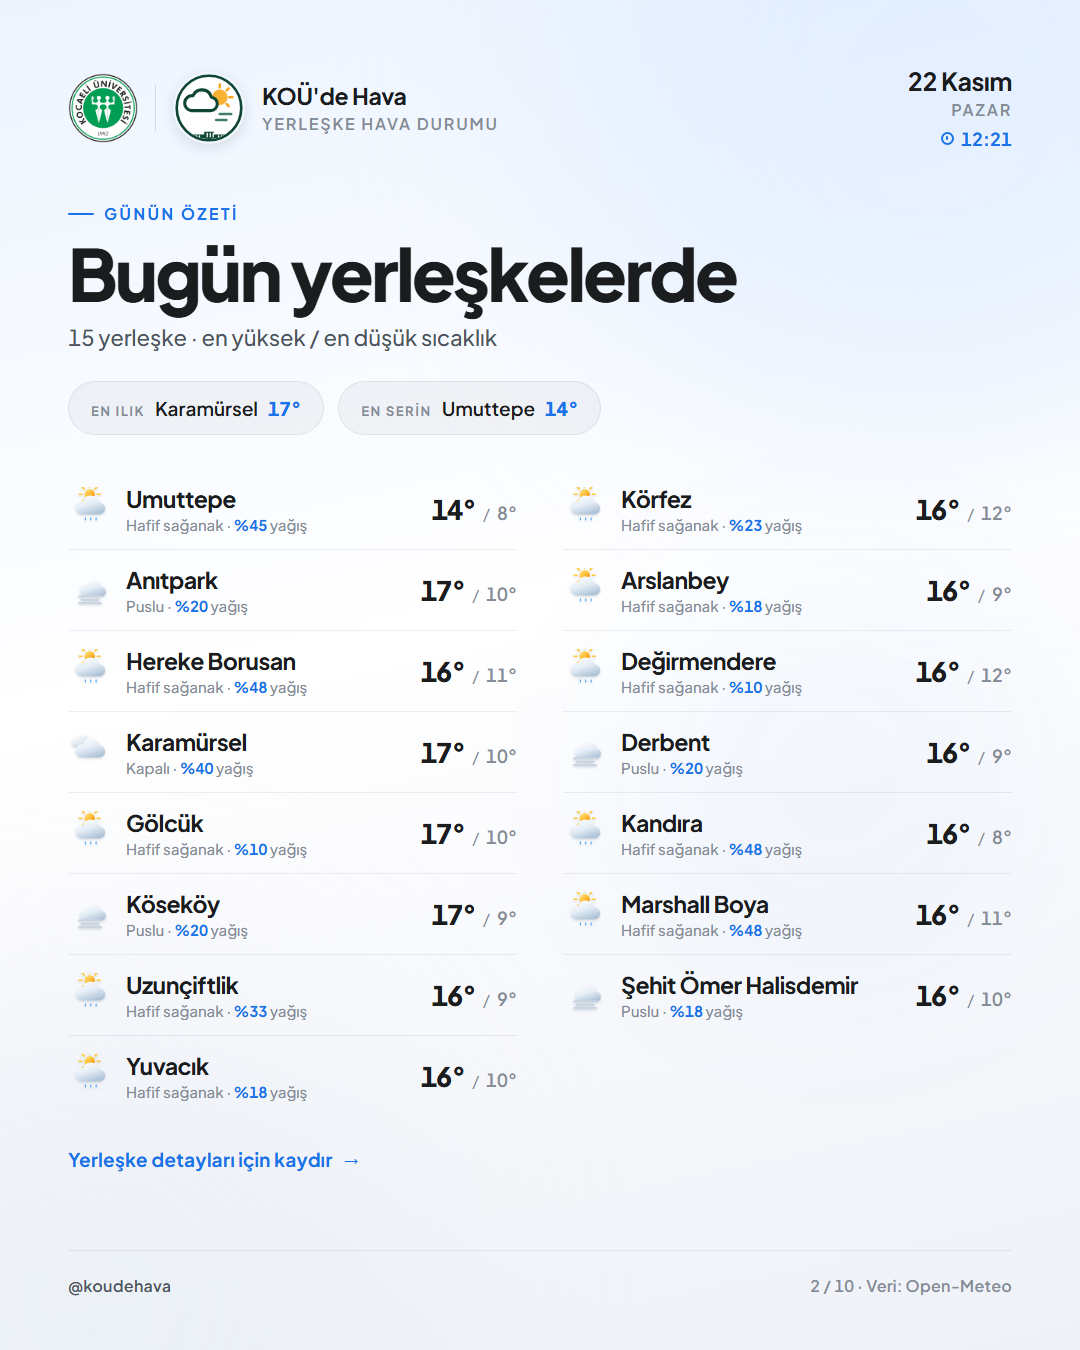 KOCAELİ ÜNİVERSİTESİ
1992
KOÜ'de Hava
YERLEŞKE HAVA DURUMU
22 Kasım
PAZAR
12:21
GÜNÜN ÖZETİ
Bugün yerleşkelerde
15 yerleşke · en yüksek / en düşük sıcaklık
EN ILIK Karamürsel 17°
EN SERİN Umuttepe 14°
Umuttepe
Hafif sağanak · %45 yağış
14° / 8°
Anıtpark
Puslu · %20 yağış
17° / 10°
Hereke Borusan
Hafif sağanak · %48 yağış
16° / 11°
Karamürsel
Kapalı · %40 yağış
17° / 10°
Gölcük
Hafif sağanak · %10 yağış
17° / 10°
Köseköy
Puslu · %20 yağış
17° / 9°
Uzunçiftlik
Hafif sağanak · %33 yağış
16° / 9°
Yuvacık
Hafif sağanak · %18 yağış
16° / 10°
Körfez
Hafif sağanak · %23 yağış
16° / 12°
Arslanbey
Hafif sağanak · %18 yağış
16° / 9°
Değirmendere
Hafif sağanak · %10 yağış
16° / 12°
Derbent
Puslu · %20 yağış
16° / 9°
Kandıra
Hafif sağanak · %48 yağış
16° / 8°
Marshall Boya
Hafif sağanak · %48 yağış
16° / 11°
Şehit Ömer Halisdemir
Puslu · %18 yağış
16° / 10°
Yerleşke detayları için kaydır →
@koudehava
2 / 10 · Veri: Open-Meteo